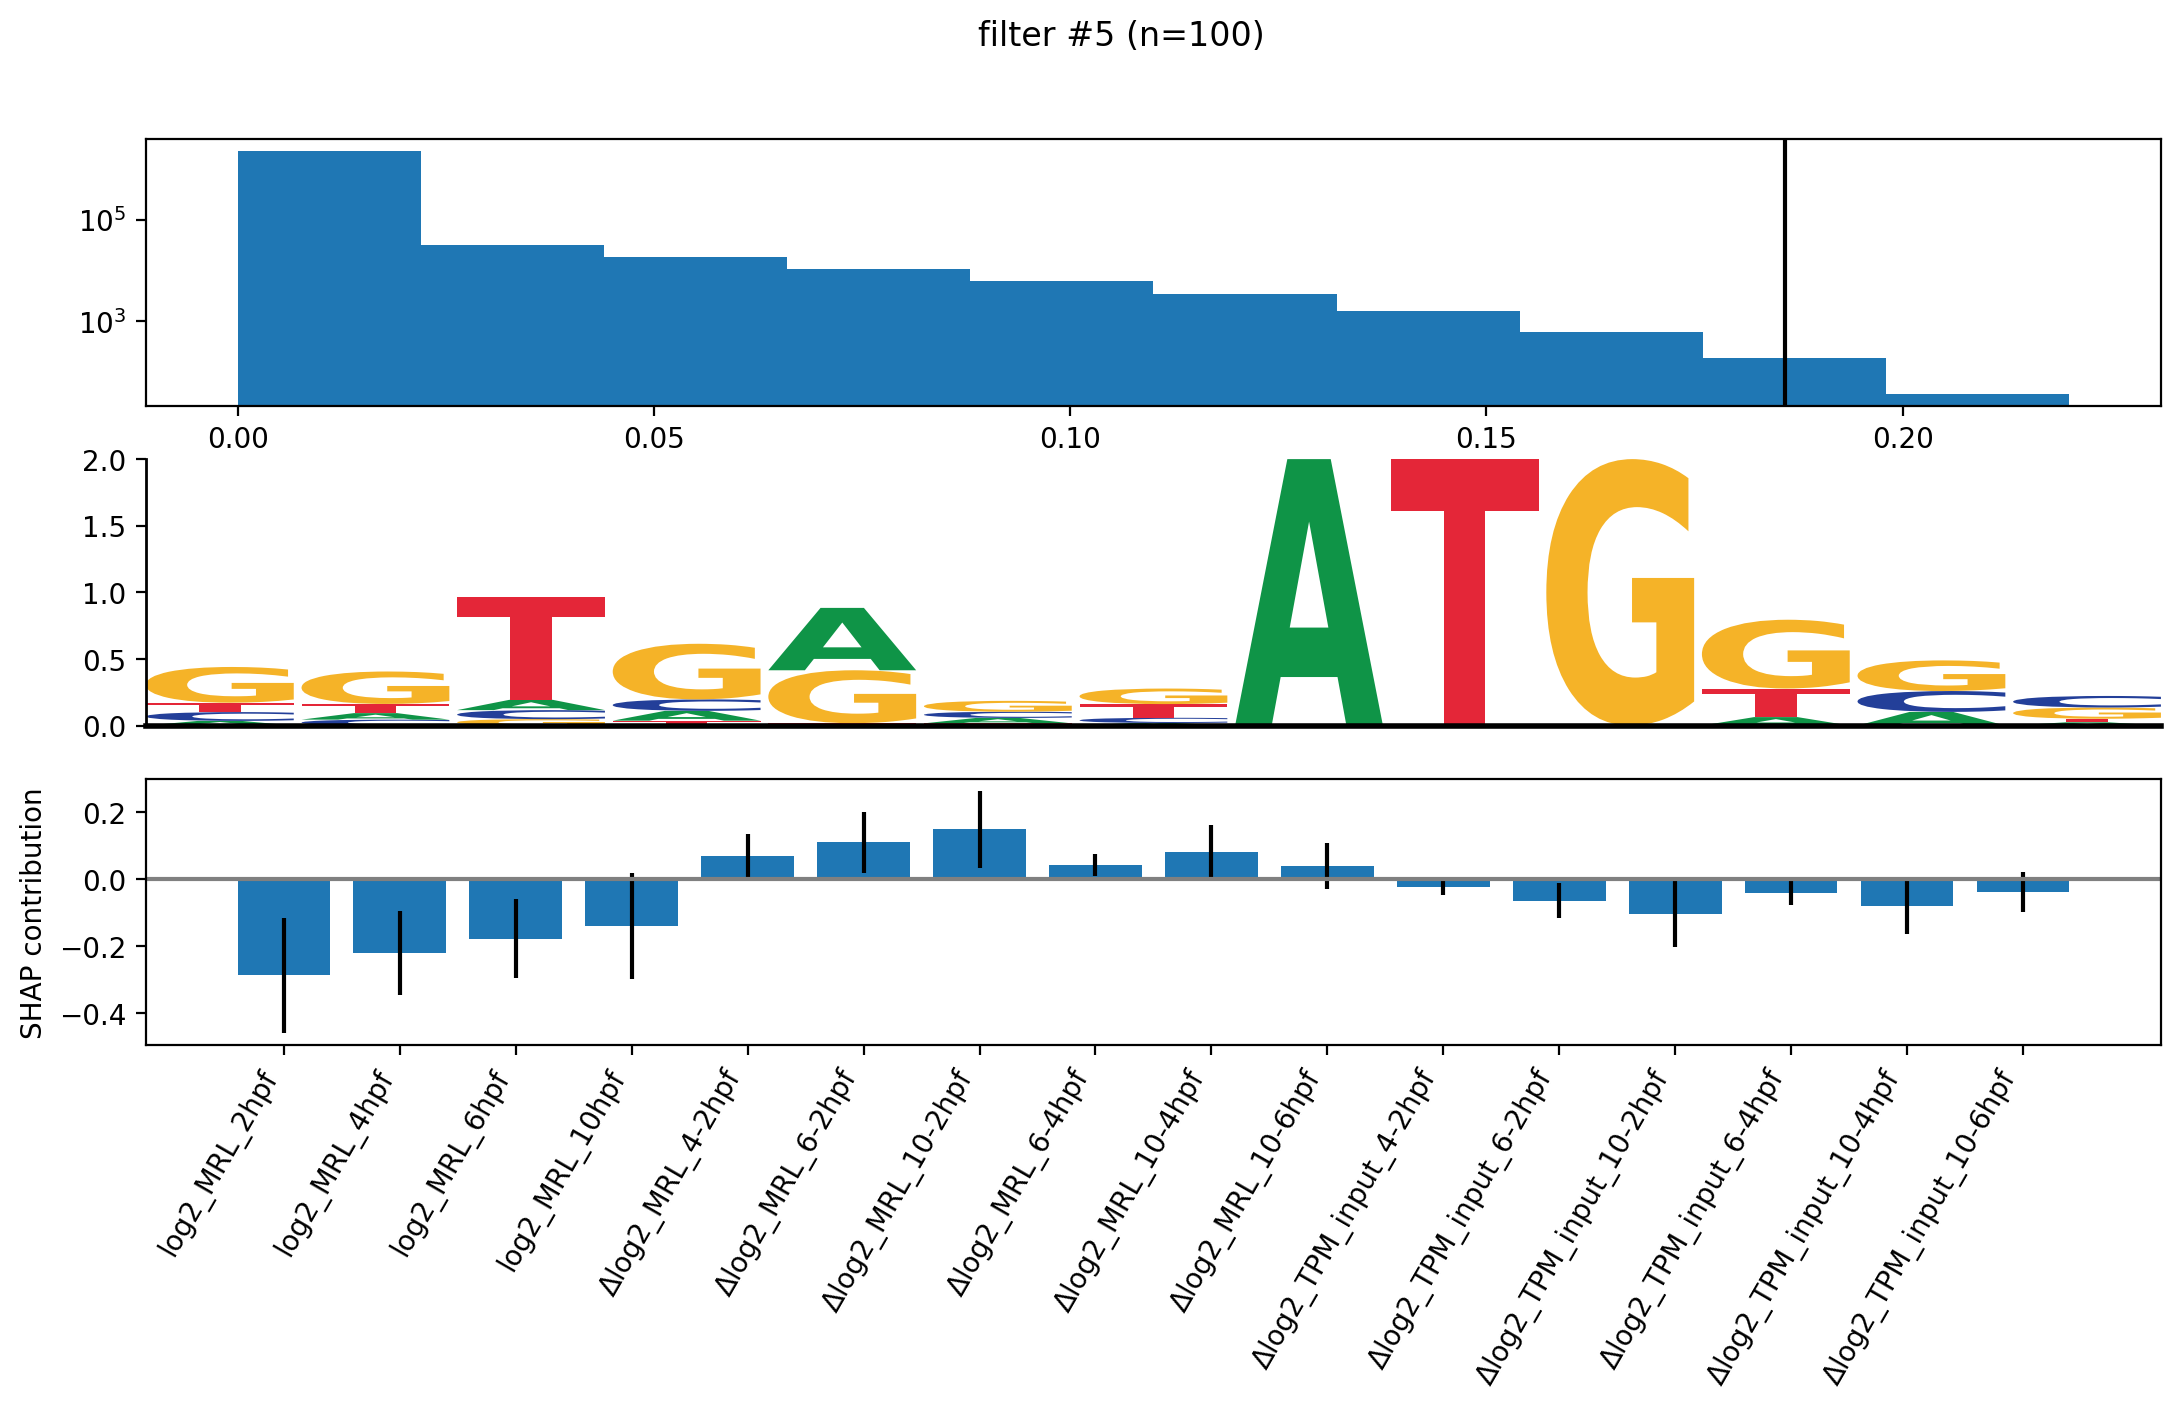 filter #5 (n=100)
10^5
10^3
0.00 0.05 0.10 0.15 0.20
2.0
1.5
1.0
0.5
0.0
G G T G A G G A T G G G C
T T A C G C T T C G
C A C A A C A A T
SHAP contribution
0.2
0.0
−0.2
−0.4
log2_MRL_2hpf
log2_MRL_4hpf
log2_MRL_6hpf
log2_MRL_10hpf
Δlog2_MRL_4-2hpf
Δlog2_MRL_6-2hpf
Δlog2_MRL_10-2hpf
Δlog2_MRL_6-4hpf
Δlog2_MRL_10-4hpf
Δlog2_MRL_10-6hpf
Δlog2_TPM_input_4-2hpf
Δlog2_TPM_input_6-2hpf
Δlog2_TPM_input_10-2hpf
Δlog2_TPM_input_6-4hpf
Δlog2_TPM_input_10-4hpf
Δlog2_TPM_input_10-6hpf